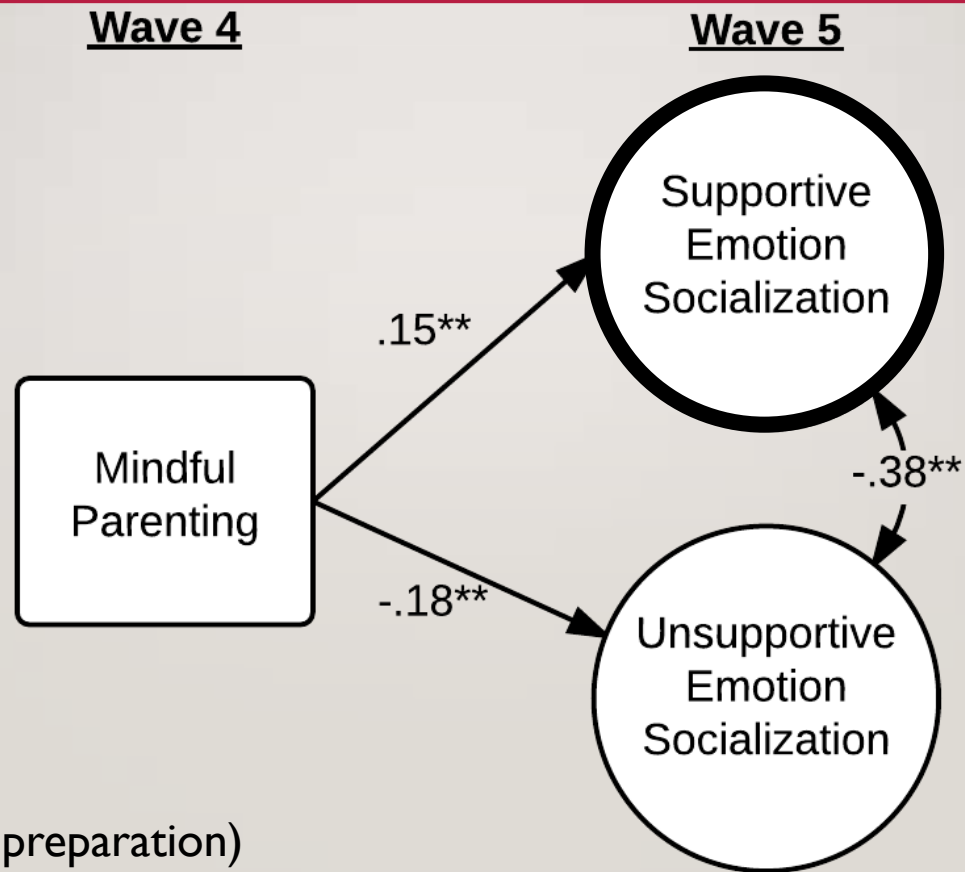 Wave 4
Wave 5
Supportive
Emotion
Socialization
.15**
Mindful
Parenting
-.38**
-.18**
Unsupportive
Emotion
Socialization
preparation)